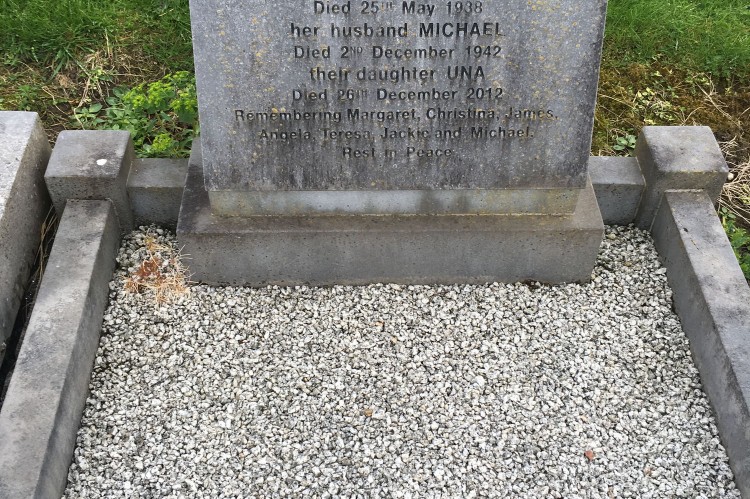 Died 25TH May 1938
her husband MICHAEL
Died 2ND December 1942
their daughter UNA
Died 26TH December 2012
Remembering Margaret, Christina, James,
Angela, Teresa, Jackie and Michael.
Rest in Peace